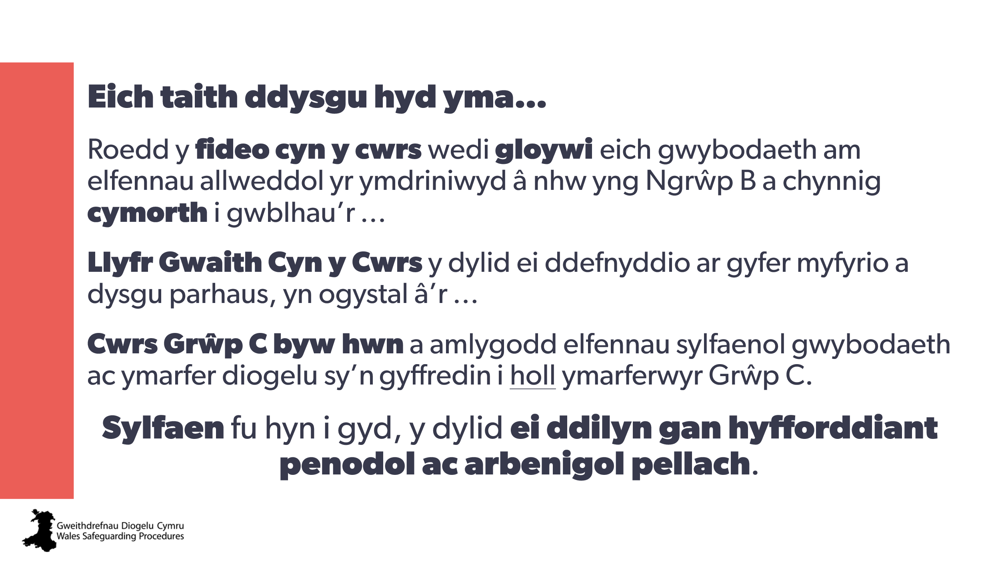 Eich taith ddysgu hyd yma...
Roedd y fideo cyn y cwrs wedi gloywi eich gwybodaeth am
elfennau allweddol yr ymdriniwyd â nhw yng Ngrŵp B a chynnig
cymorth i gwblhau’r ...
Llyfr Gwaith Cyn y Cwrs y dylid ei ddefnyddio ar gyfer myfyrio a
dysgu parhaus, yn ogystal â’r ...
Cwrs Grŵp C byw hwn a amlygodd elfennau sylfaenol gwybodaeth
ac ymarfer diogelu sy’n gyffredin i holl ymarferwyr Grŵp C.
Sylfaen fu hyn i gyd, y dylid ei ddilyn gan hyfforddiant
penodol ac arbenigol pellach.
Gweithdrefnau Diogelu Cymru
Wales Safeguarding Procedures